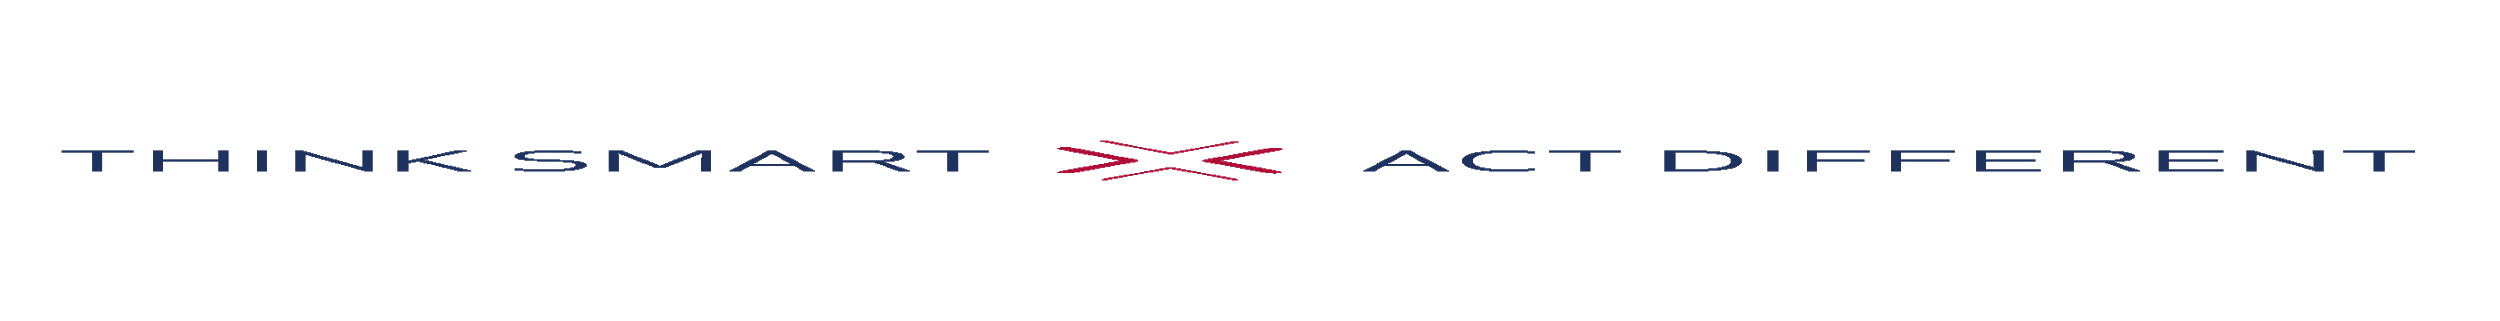 THINK SMART ACT DIFFERENT